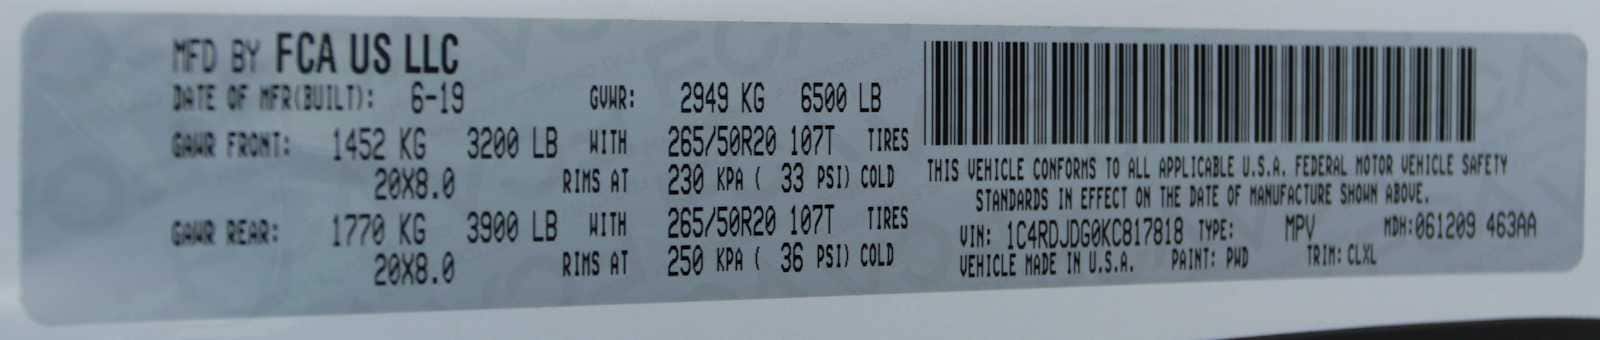 MFD BY FCA US LLC
DATE OF MFR(BUILT): 6-19 GVWR: 2949 KG 6500 LB
GAWR FRONT: 1452 KG 3200 LB WITH 265/50R20 107T TIRES
20X8.0 RIMS AT 230 KPA ( 33 PSI) COLD
GAWR REAR: 1770 KG 3900 LB WITH 265/50R20 107T TIRES
20X8.0 RIMS AT 250 KPA ( 36 PSI) COLD
THIS VEHICLE CONFORMS TO ALL APPLICABLE U.S.A. FEDERAL MOTOR VEHICLE SAFETY
STANDARDS IN EFFECT ON THE DATE OF MANUFACTURE SHOWN ABOVE.
VIN: 1C4RDJDG0KC817818 TYPE: MPV MDH:061209 463AA
VEHICLE MADE IN U.S.A. PAINT: PWD TRIM: CLXL